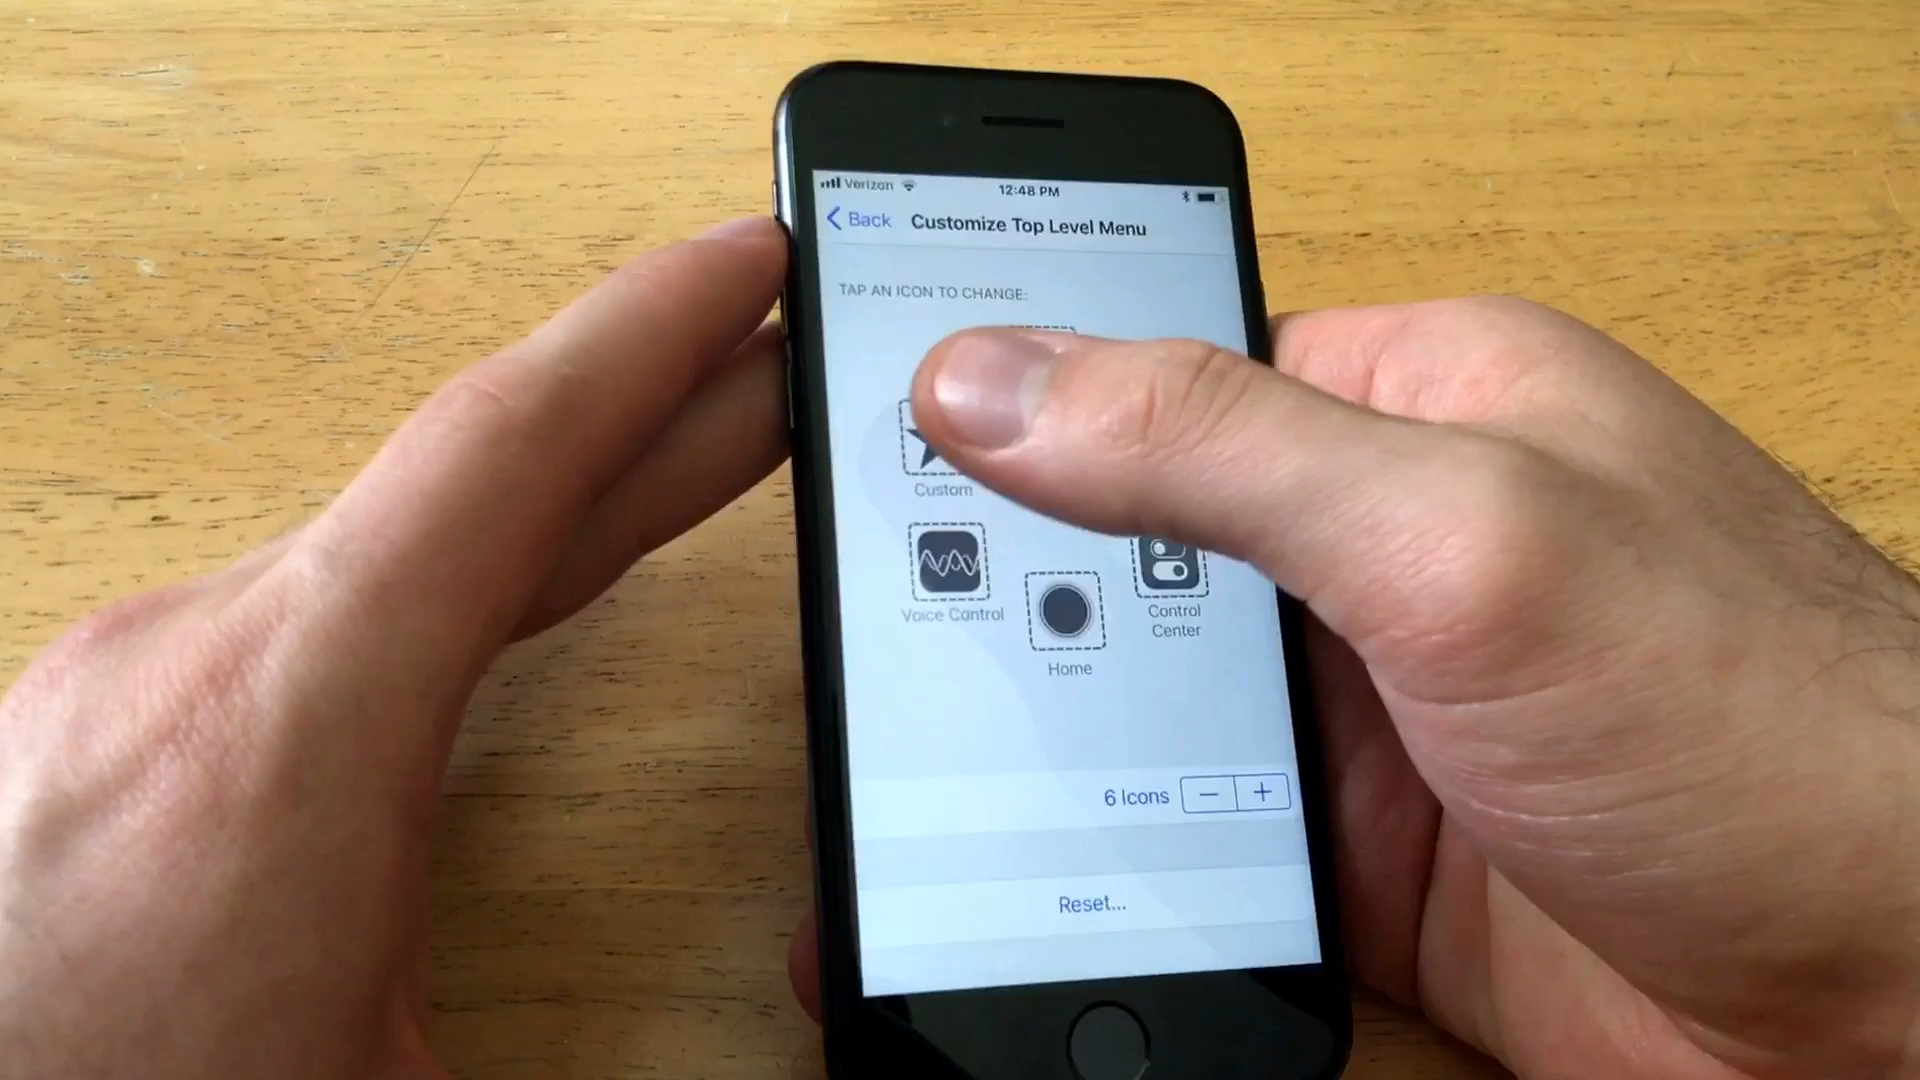 Verizon
12:48 PM
Back
Customize Top Level Menu
TAP AN ICON TO CHANGE:
Custom
Voice Control
Control
Center
Home
6 Icons
Reset...